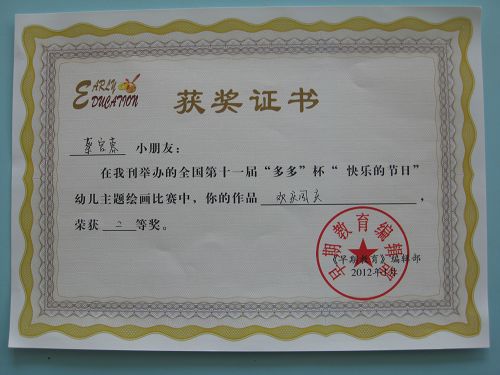 EARLY
EDUCATION
获奖证书
小朋友：
在我刊举办的全国第十一届“多多”杯“快乐的节日”
幼儿主题绘画比赛中，你的作品 欢庆，
荣获 二 等奖。
早期教育编辑部
《早期教育》编辑部
2012年1月